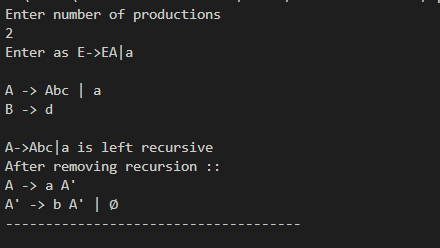 Enter number of productions
2
Enter as E->EA|a
A -> Abc | a
B -> d
A->Abc|a is left recursive
After removing recursion ::
A -> a A'
A' -> b A' | Ø
-------------------------------------